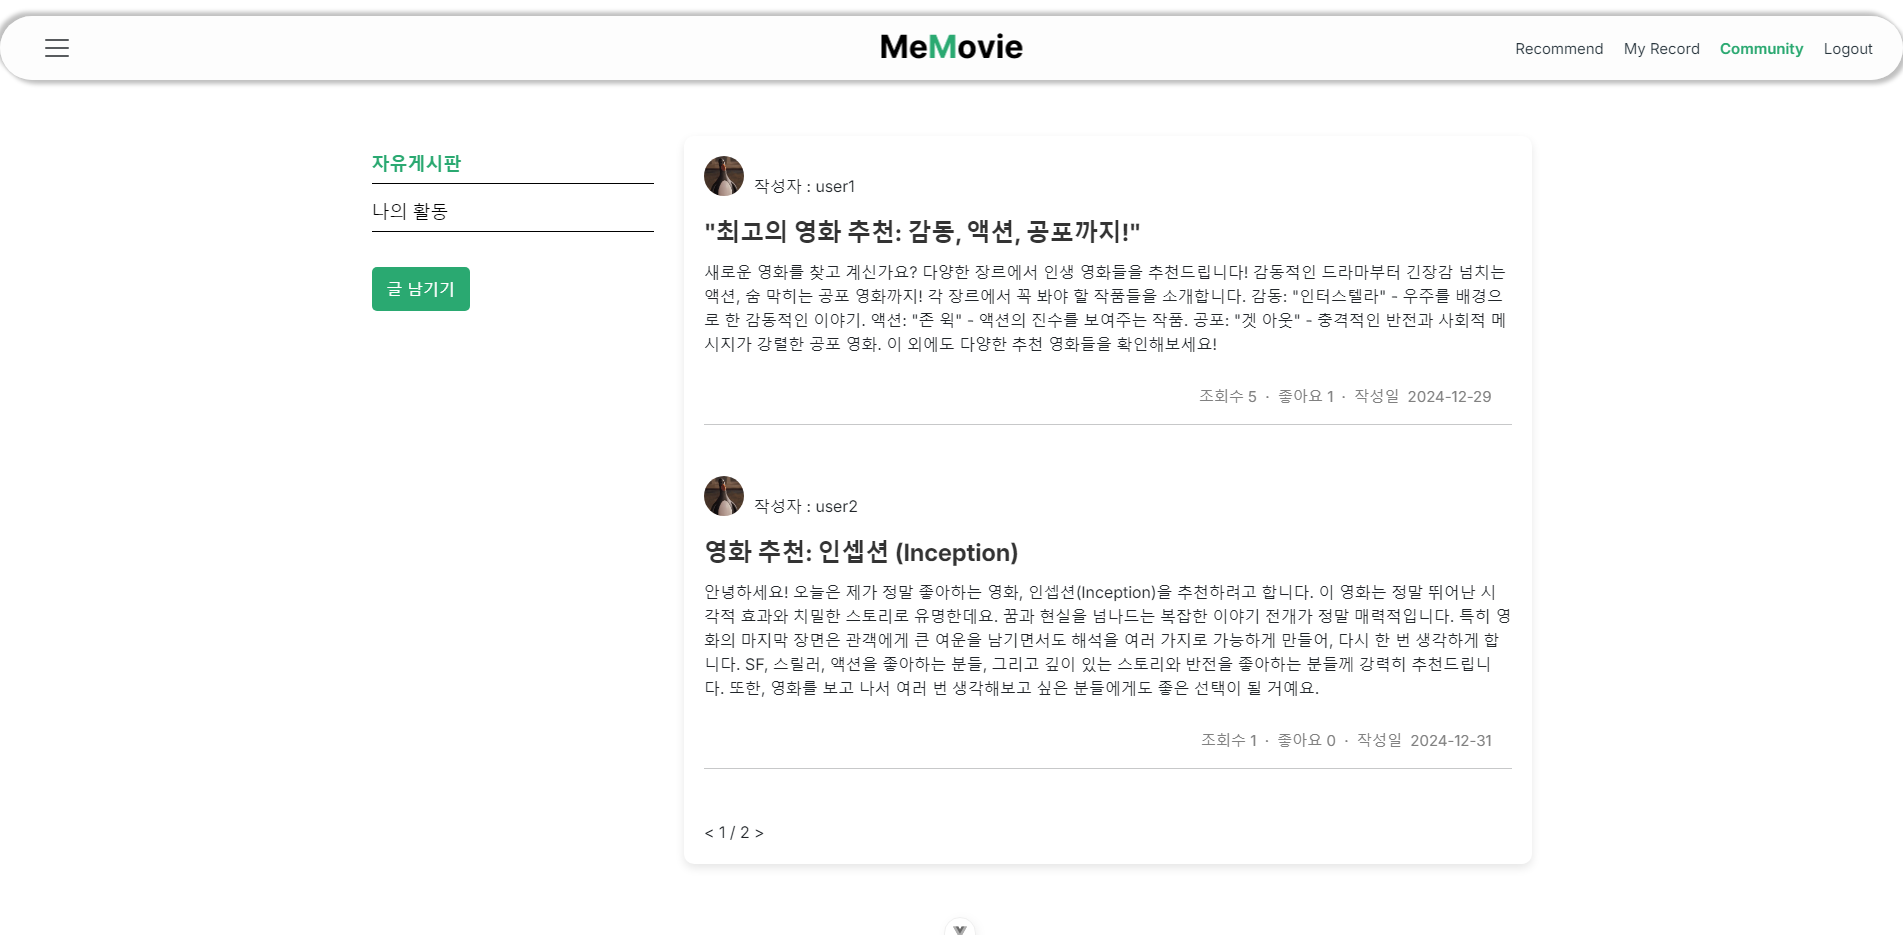 MeMovie
Recommend My Record Community Logout
자유게시판
나의 활동
글 남기기
작성자 : user1
"최고의 영화 추천: 감동, 액션, 공포까지!"
새로운 영화를 찾고 계신가요? 다양한 장르에서 인생 영화들을 추천드립니다! 감동적인 드라마부터 긴장감 넘치는
액션, 숨 막히는 공포 영화까지! 각 장르에서 꼭 봐야 할 작품들을 소개합니다. 감동: "인터스텔라" - 우주를 배경으
로 한 감동적인 이야기. 액션: "존 윅" - 액션의 진수를 보여주는 작품. 공포: "겟 아웃" - 충격적인 반전과 사회적 메
시지가 강렬한 공포 영화. 이 외에도 다양한 추천 영화들을 확인해보세요!
조회수 5 · 좋아요 1 · 작성일 2024-12-29
작성자 : user2
영화 추천: 인셉션 (Inception)
안녕하세요! 오늘은 제가 정말 좋아하는 영화, 인셉션(Inception)을 추천하려고 합니다. 이 영화는 정말 뛰어난 시
각적 효과와 치밀한 스토리로 유명한데요. 꿈과 현실을 넘나드는 복잡한 이야기 전개가 정말 매력적입니다. 특히 영
화의 마지막 장면은 관객에게 큰 여운을 남기면서도 해석을 여러 가지로 가능하게 만들어, 다시 한 번 생각하게 합
니다. SF, 스릴러, 액션을 좋아하는 분들, 그리고 깊이 있는 스토리와 반전을 좋아하는 분들께 강력히 추천드립니
다. 또한, 영화를 보고 나서 여러 번 생각해보고 싶은 분들에게도 좋은 선택이 될 거예요.
조회수 1 · 좋아요 0 · 작성일 2024-12-31
< 1 / 2 >